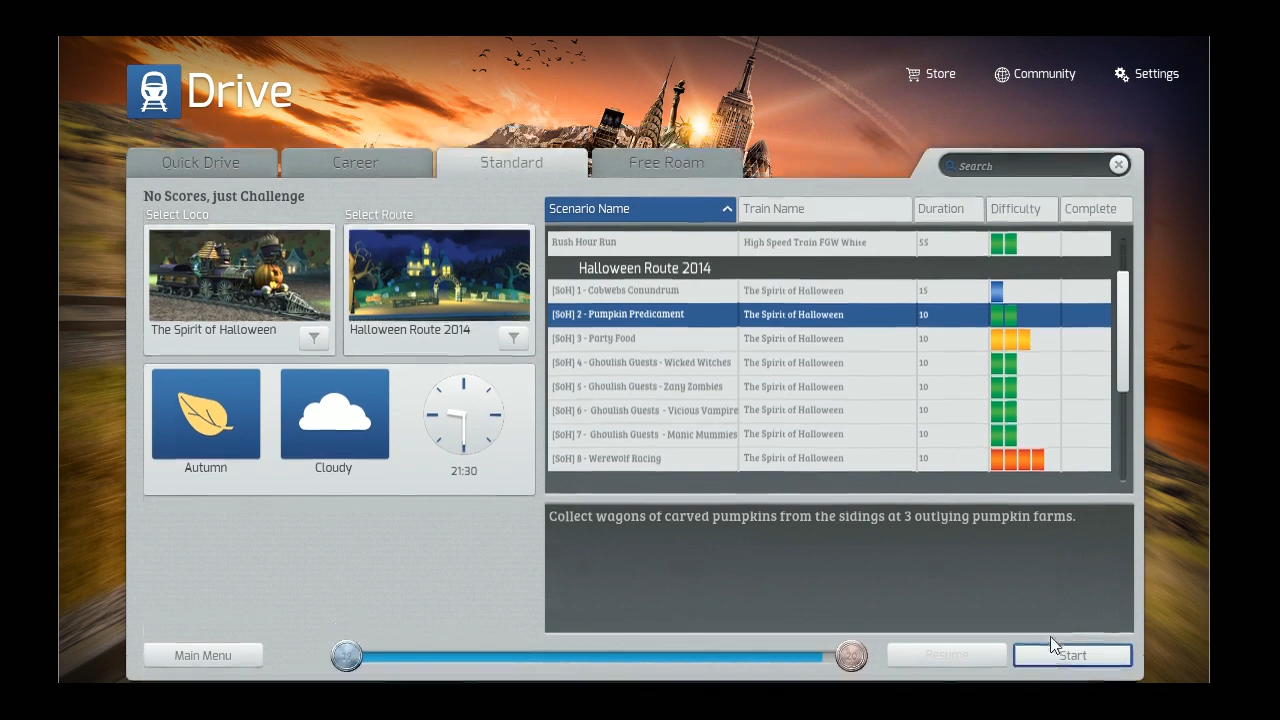 Drive
Store
Community
Settings
Quick Drive
Career
Standard
Free Roam
Search
No Scores, just Challenge
Select Loco
Select Route
The Spirit of Halloween
Halloween Route 2014
Autumn
Cloudy
21:30
Scenario Name Train Name Duration Difficulty Complete
Rush Hour Run High Speed Train FGW White 55
Halloween Route 2014
[SoH] 1 - Cobwebs Conundrum The Spirit of Halloween 15
[SoH] 2 - Pumpkin Predicament The Spirit of Halloween 10
[SoH] 3 - Party Food The Spirit of Halloween 10
[SoH] 4 - Ghoulish Guests - Wicked Witches The Spirit of Halloween 10
[SoH] 5 - Ghoulish Guests - Zany Zombies The Spirit of Halloween 10
[SoH] 6 - Ghoulish Guests - Vicious Vampire The Spirit of Halloween 10
[SoH] 7 - Ghoulish Guests - Manic Mummies The Spirit of Halloween 10
[SoH] 8 - Werewolf Racing The Spirit of Halloween 10
Collect wagons of carved pumpkins from the sidings at 3 outlying pumpkin farms.
Main Menu
Resume
Start